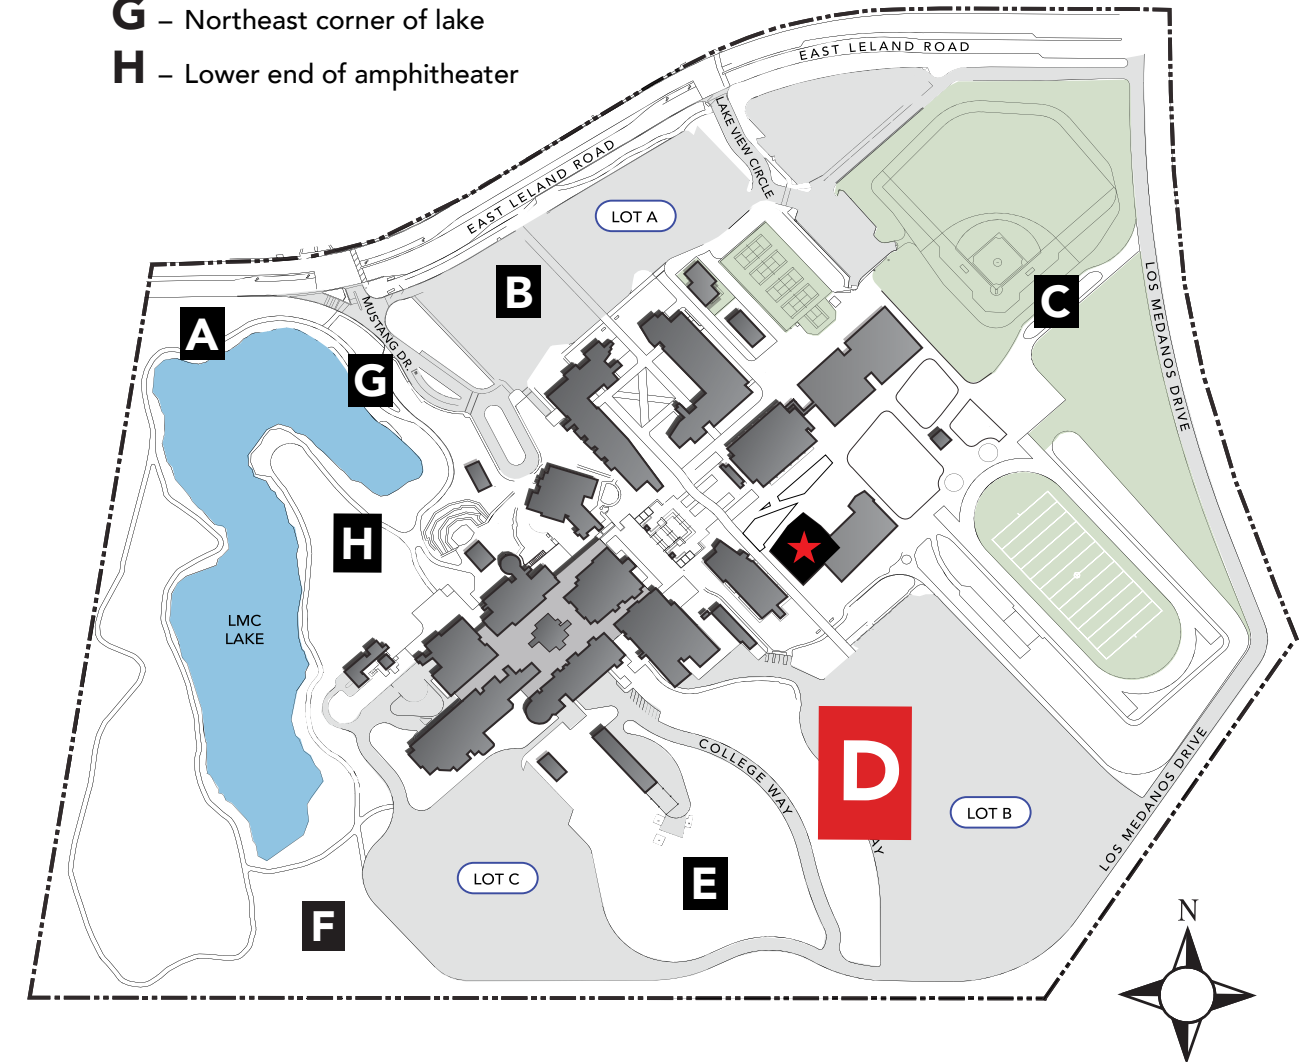 G – Northeast corner of lake
H – Lower end of amphitheater
EAST LELAND ROAD
LAKE VIEW CIRCLE
EAST LELAND ROAD
LOT A
B
C
LOS MEDANOS DRIVE
A
MUSTANG DR.
G
H
LMC
LAKE
COLLEGE WAY
D
AY
LOT B
LOS MEDANOS DRIVE
LOT C
E
F
N